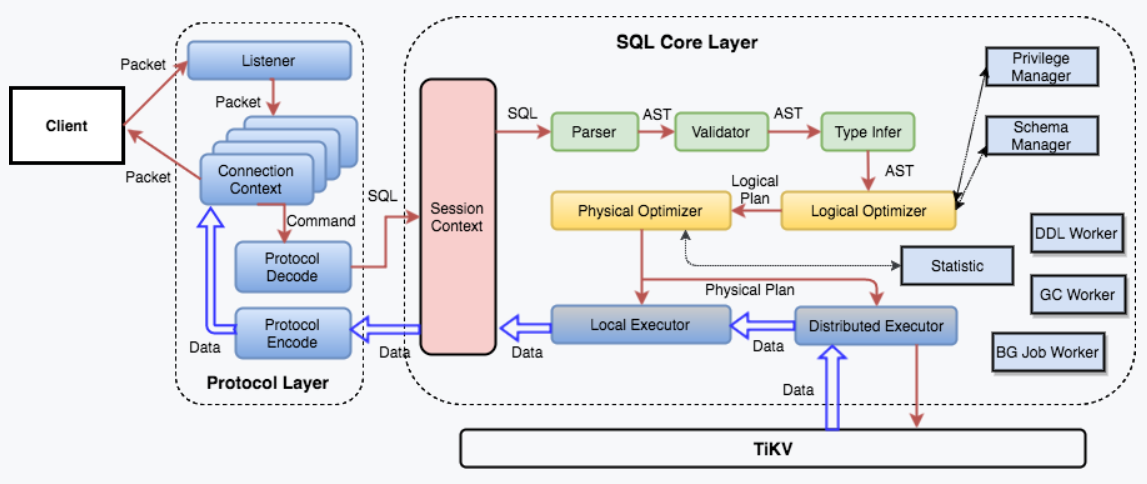 SQL Core Layer
Listener
Packet
Privilege
Manager
Packet
Client
SQL
Parser
AST
Validator
AST
Type Infer
Schema
Manager
Connection
Context
Packet
AST
SQL
Session
Context
Logical
Plan
Physical Optimizer
Logical Optimizer
Command
DDL Worker
Protocol
Decode
Statistic
Physical Plan
GC Worker
Protocol
Encode
Local Executor
Distributed Executor
Data
Data
Data
Data
BG Job Worker
Protocol Layer
Data
TiKV